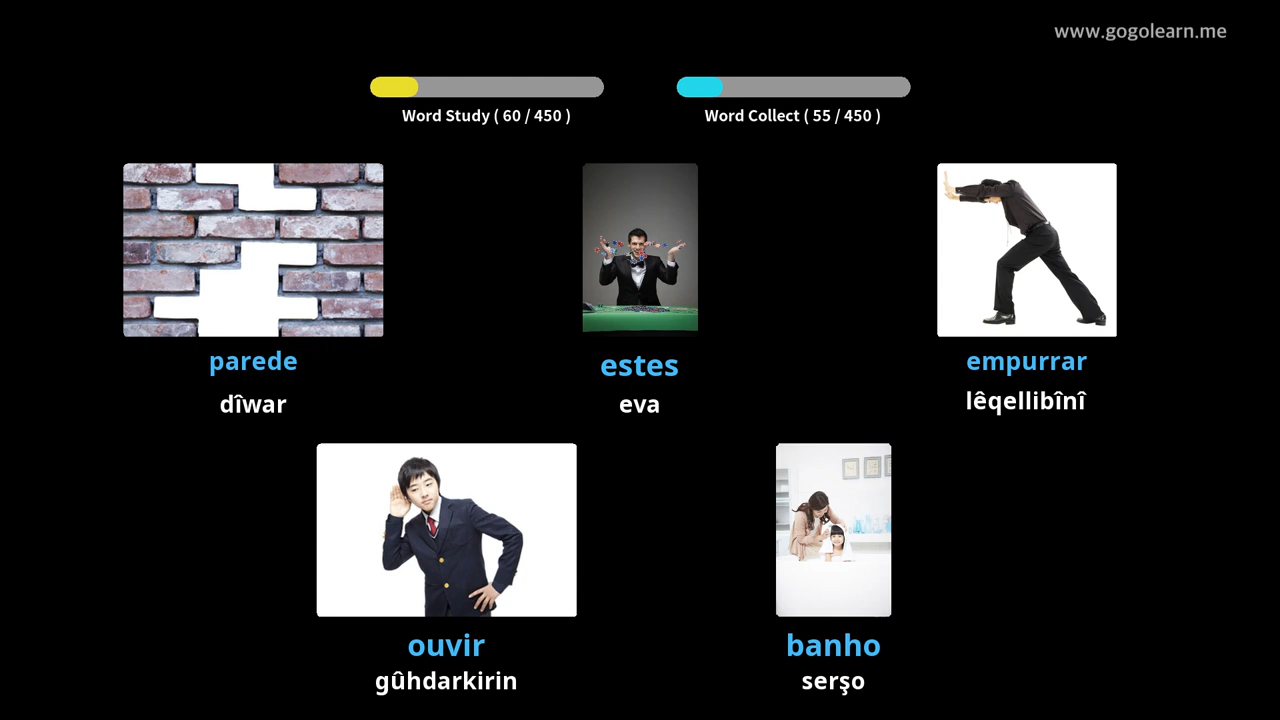 www.gogolearn.me
Word Study ( 60 / 450 )
Word Collect ( 55 / 450 )
parede
dîwar
estes
eva
empurrar
lêqellibînî
ouvir
gûhdarkirin
banho
serşo